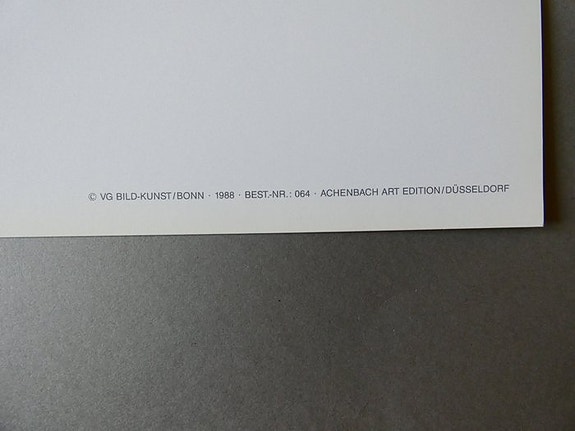 © VG BILD-KUNST/BONN · 1988 · BEST.-NR.: 064 · ACHENBACH ART EDITION/DÜSSELDORF